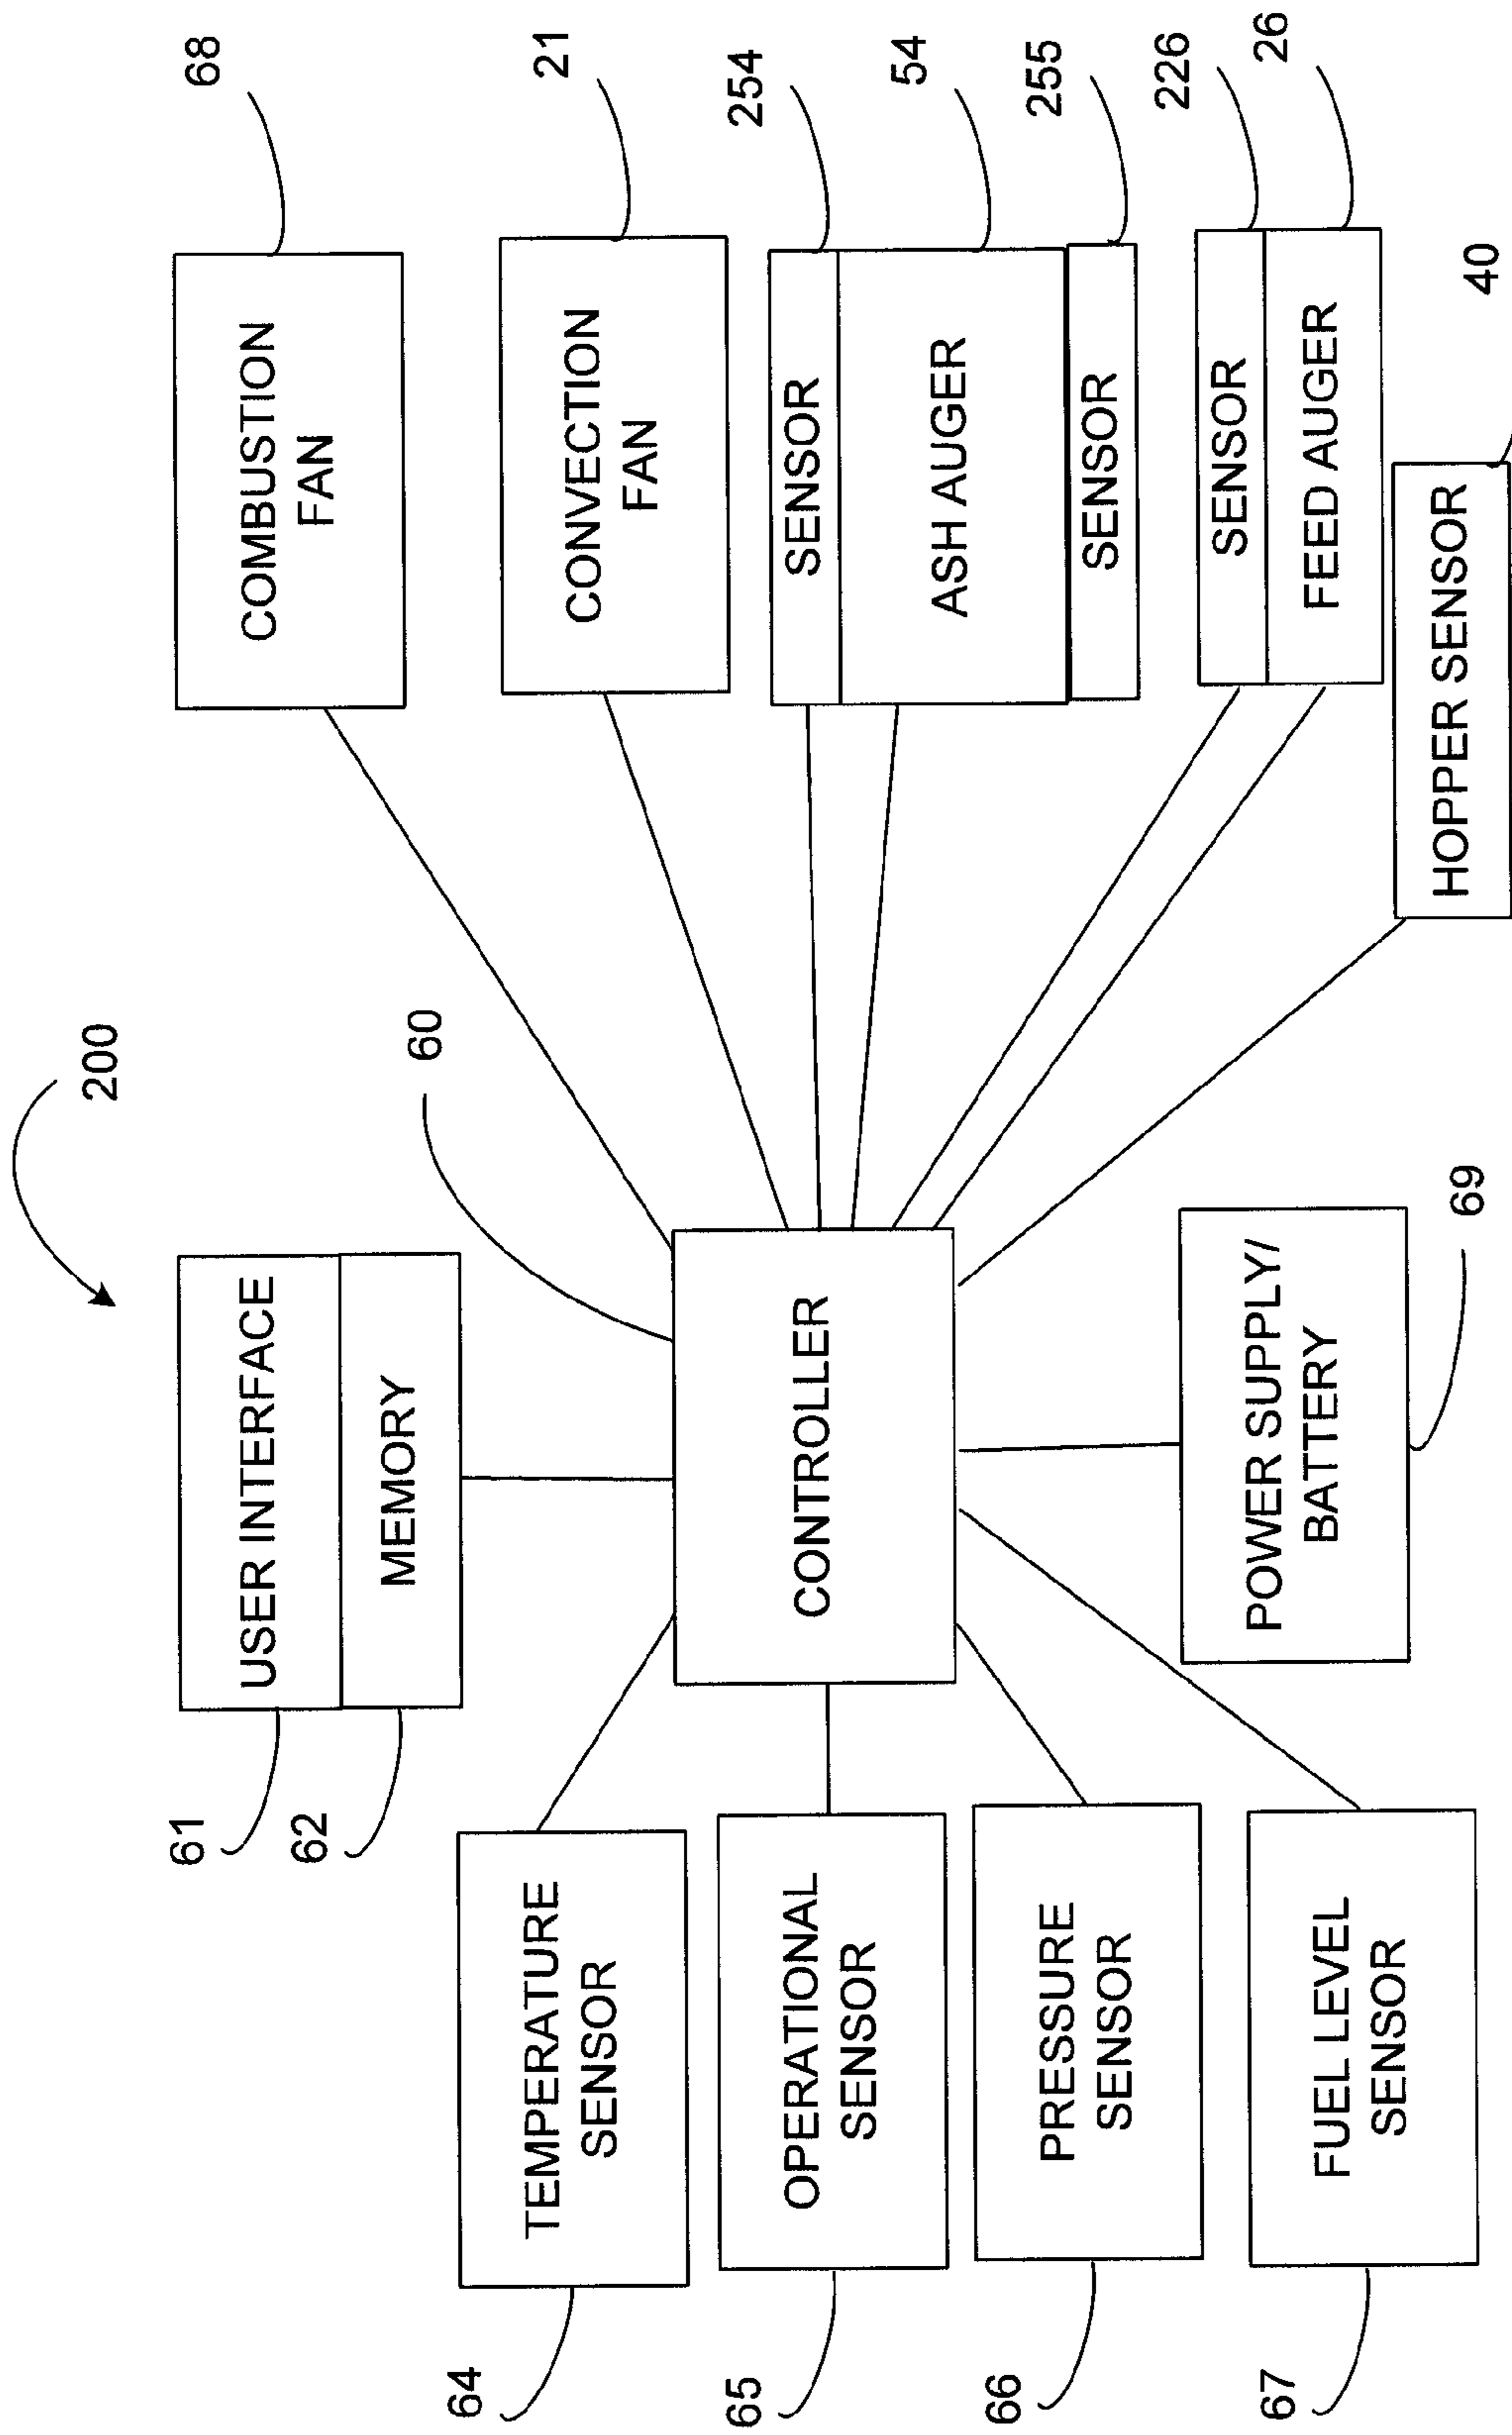 200
61
USER INTERFACE
62
MEMORY
60
CONTROLLER
64
TEMPERATURE
SENSOR
65
OPERATIONAL
SENSOR
66
PRESSURE
SENSOR
67
FUEL LEVEL
SENSOR
POWER SUPPLY/
BATTERY
69
COMBUSTION
FAN
68
CONVECTION
FAN
21
SENSOR
254
ASH AUGER
54
SENSOR
255
SENSOR
226
FEED AUGER
26
HOPPER SENSOR
40